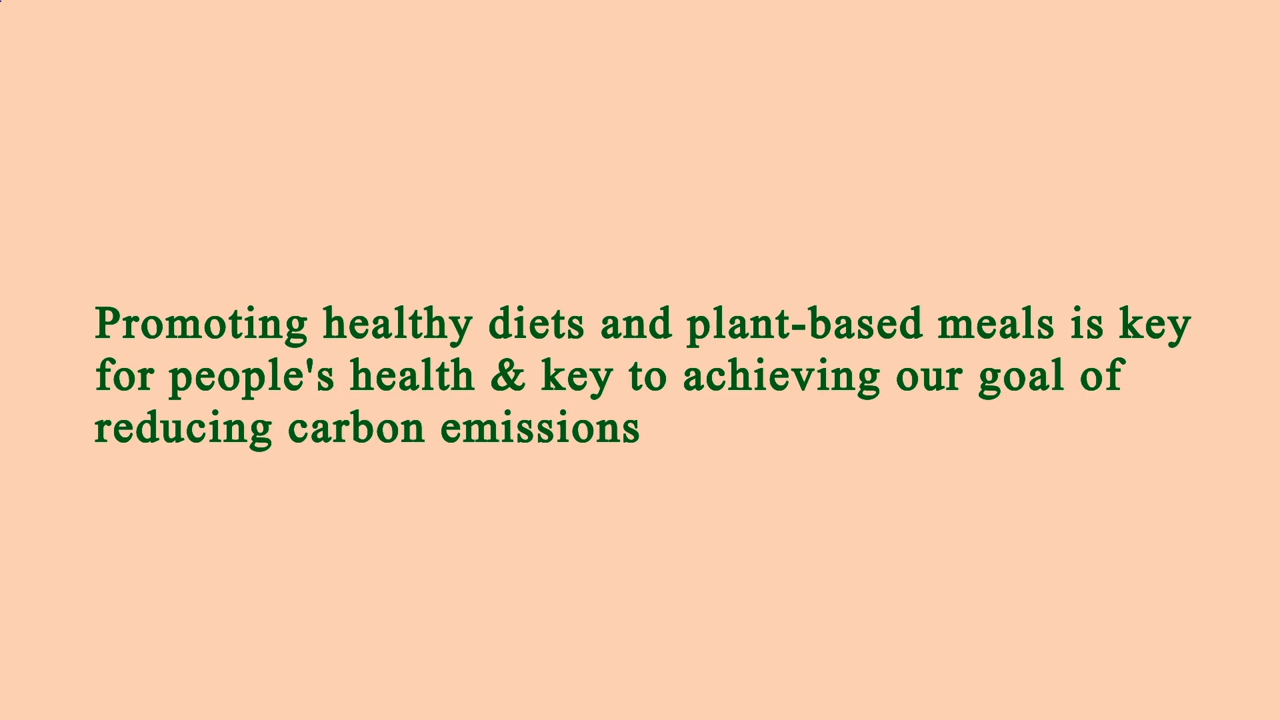 Promoting healthy diets and plant-based meals is key
for people's health & key to achieving our goal of
reducing carbon emissions